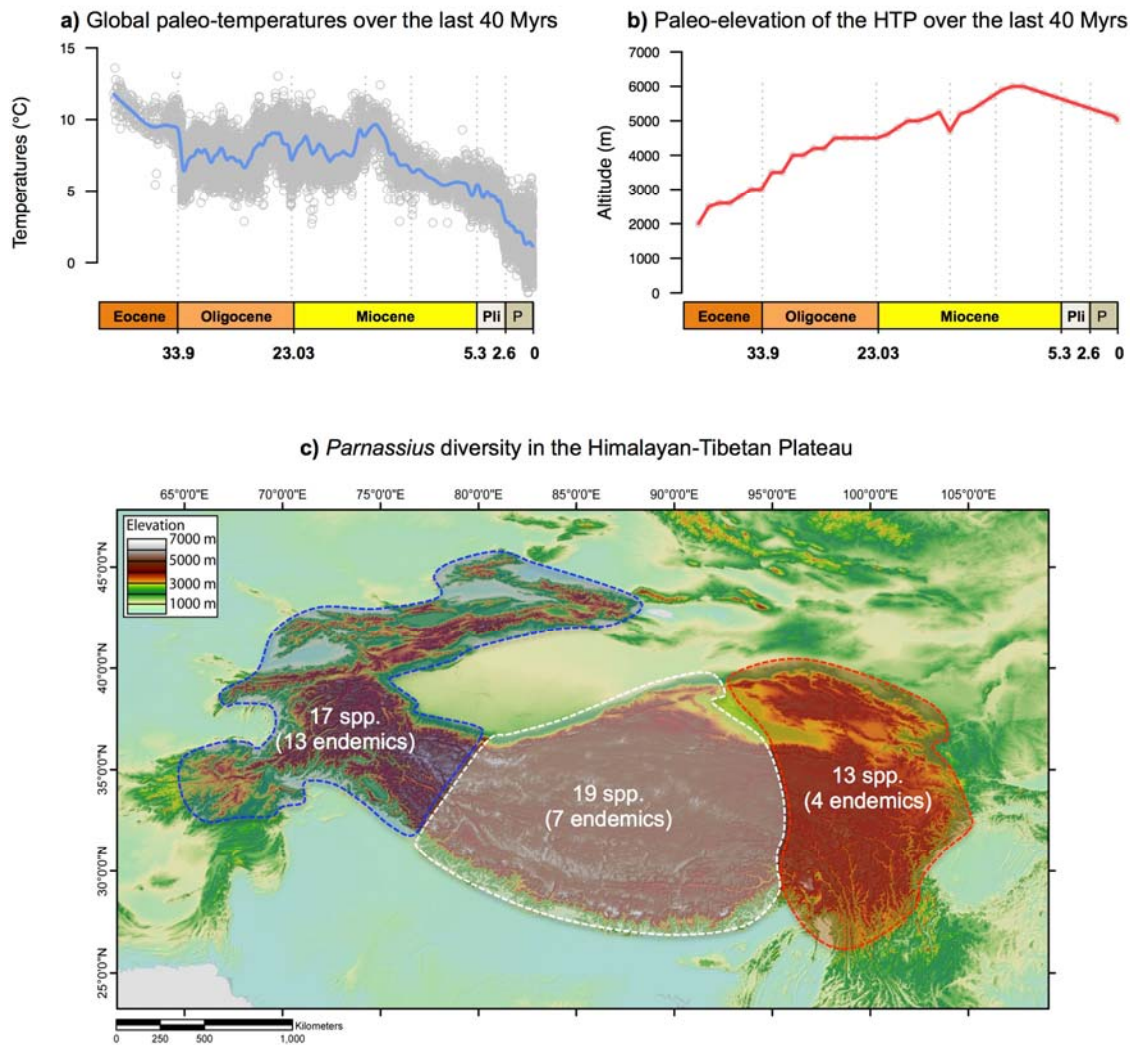 a) Global paleo-temperatures over the last 40 Myrs
15
10
5
0
Temperatures (°C)
Eocene Oligocene Miocene Pli P
33.9 23.03 5.3 2.6 0
b) Paleo-elevation of the HTP over the last 40 Myrs
7000
6000
5000
4000
3000
2000
1000
0
Altitude (m)
Eocene Oligocene Miocene Pli P
33.9 23.03 5.3 2.6 0
c) Parnassius diversity in the Himalayan-Tibetan Plateau
65°0'0"E 70°0'0"E 75°0'0"E 80°0'0"E 85°0'0"E 90°0'0"E 95°0'0"E 100°0'0"E 105°0'0"E
Elevation
7000 m
5000 m
3000 m
1000 m
45°0'0"N
40°0'0"N
35°0'0"N
30°0'0"N
25°0'0"N
17 spp.
(13 endemics)
19 spp.
(7 endemics)
13 spp.
(4 endemics)
Kilometers
0 250 500 1,000